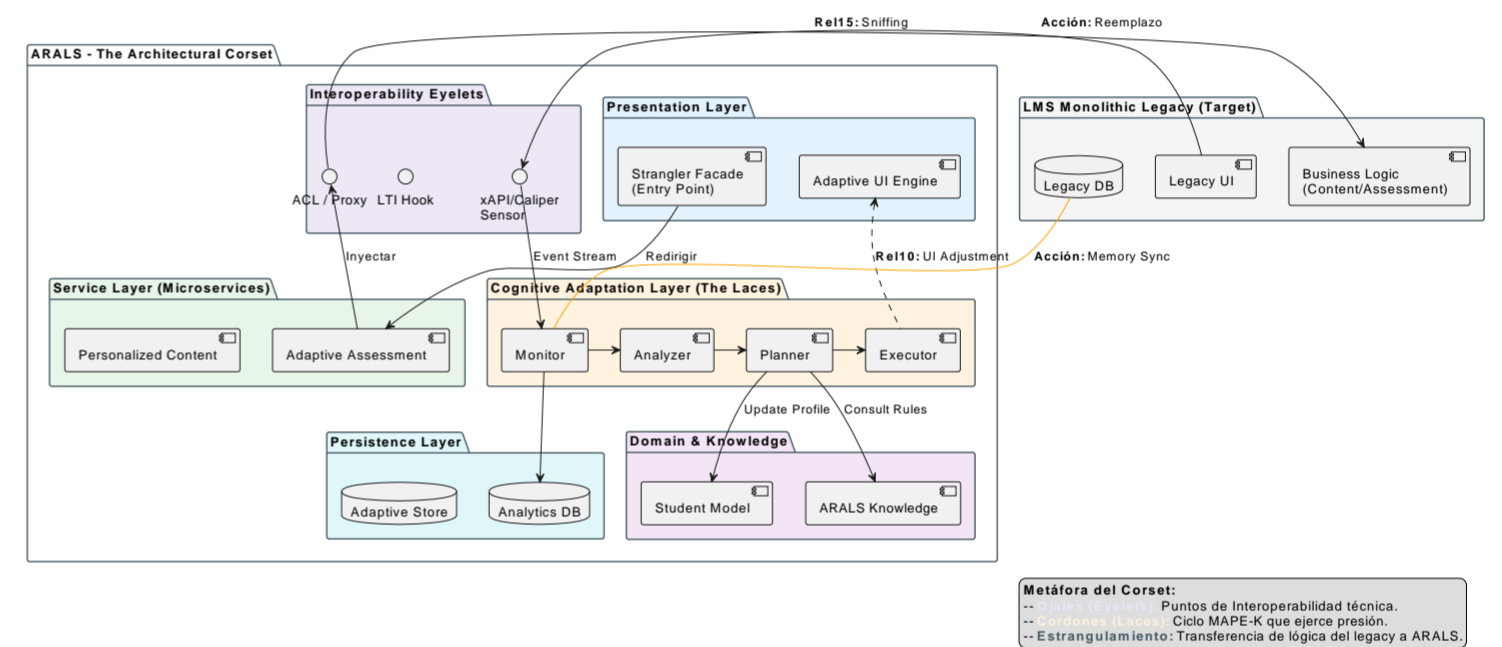 Rel15: Sniffing
Acción: Reemplazo
ARALS - The Architectural Corset
Interoperability Eyelets
ACL / Proxy
LTI Hook
xAPI/Caliper
Sensor
Presentation Layer
Strangler Facade
(Entry Point)
Adaptive UI Engine
LMS Monolithic Legacy (Target)
Legacy DB
Legacy UI
Business Logic
(Content/Assessment)
Inyectar
Event Stream
Redirigir
Rel10: UI Adjustment
Acción: Memory Sync
Service Layer (Microservices)
Personalized Content
Adaptive Assessment
Cognitive Adaptation Layer (The Laces)
Monitor
Analyzer
Planner
Executor
Update Profile
Consult Rules
Persistence Layer
Adaptive Store
Analytics DB
Domain & Knowledge
Student Model
ARALS Knowledge
Metáfora del Corset:
-- Ojales (Eyelets): Puntos de Interoperabilidad técnica.
-- Cordones (Laces): Ciclo MAPE-K que ejerce presión.
-- Estrangulamiento: Transferencia de lógica del legacy a ARALS.